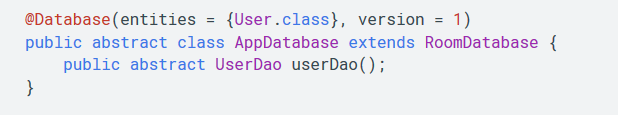 @Database(entities = {User.class}, version = 1)
public abstract class AppDatabase extends RoomDatabase {
    public abstract UserDao userDao();
}